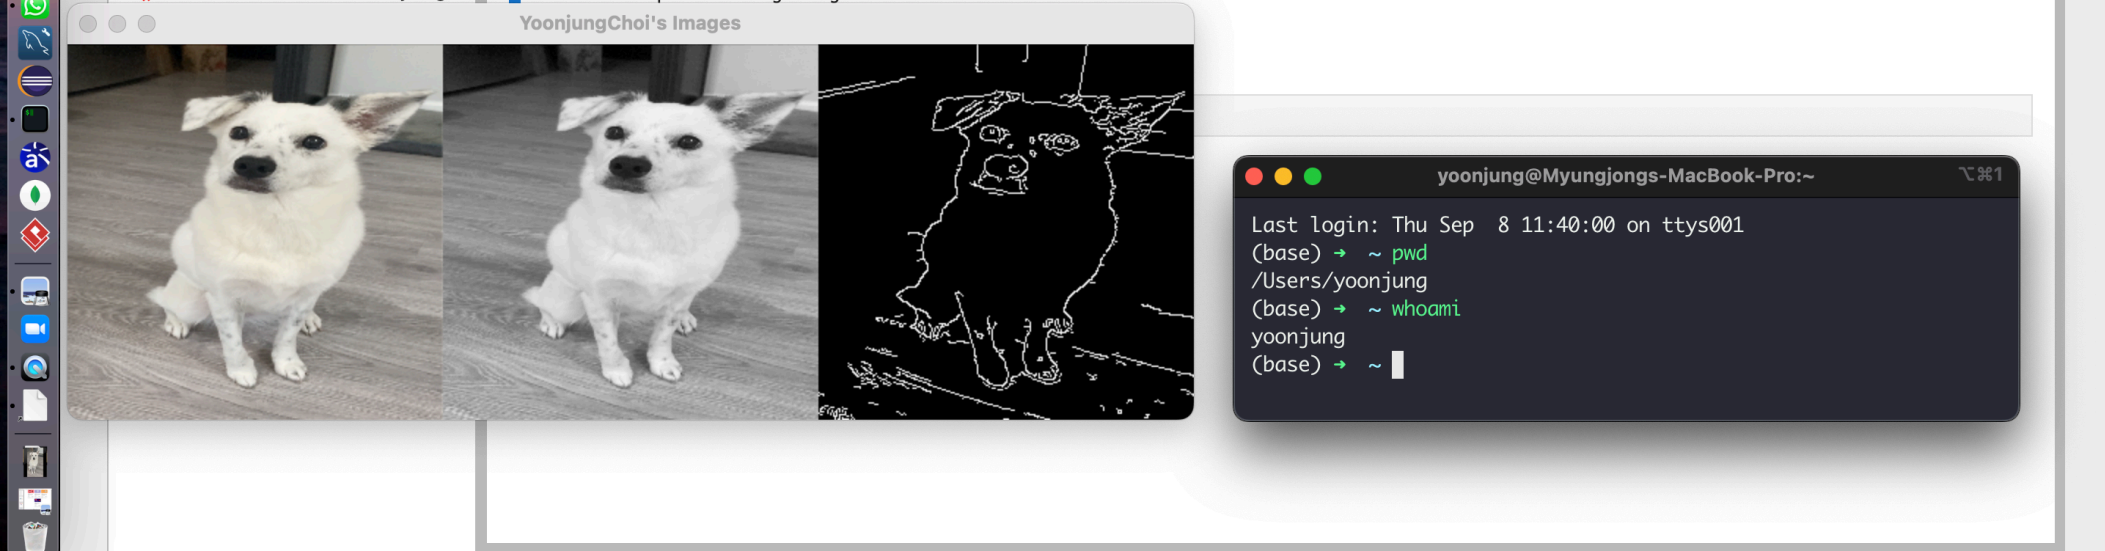 YoonjungChoi's Images
yoonjung@Myungjongs-MacBook-Pro:~ ⌥⌘1
Last login: Thu Sep  8 11:40:00 on ttys001
(base) ➜  ~ pwd
/Users/yoonjung
(base) ➜  ~ whoami
yoonjung
(base) ➜  ~